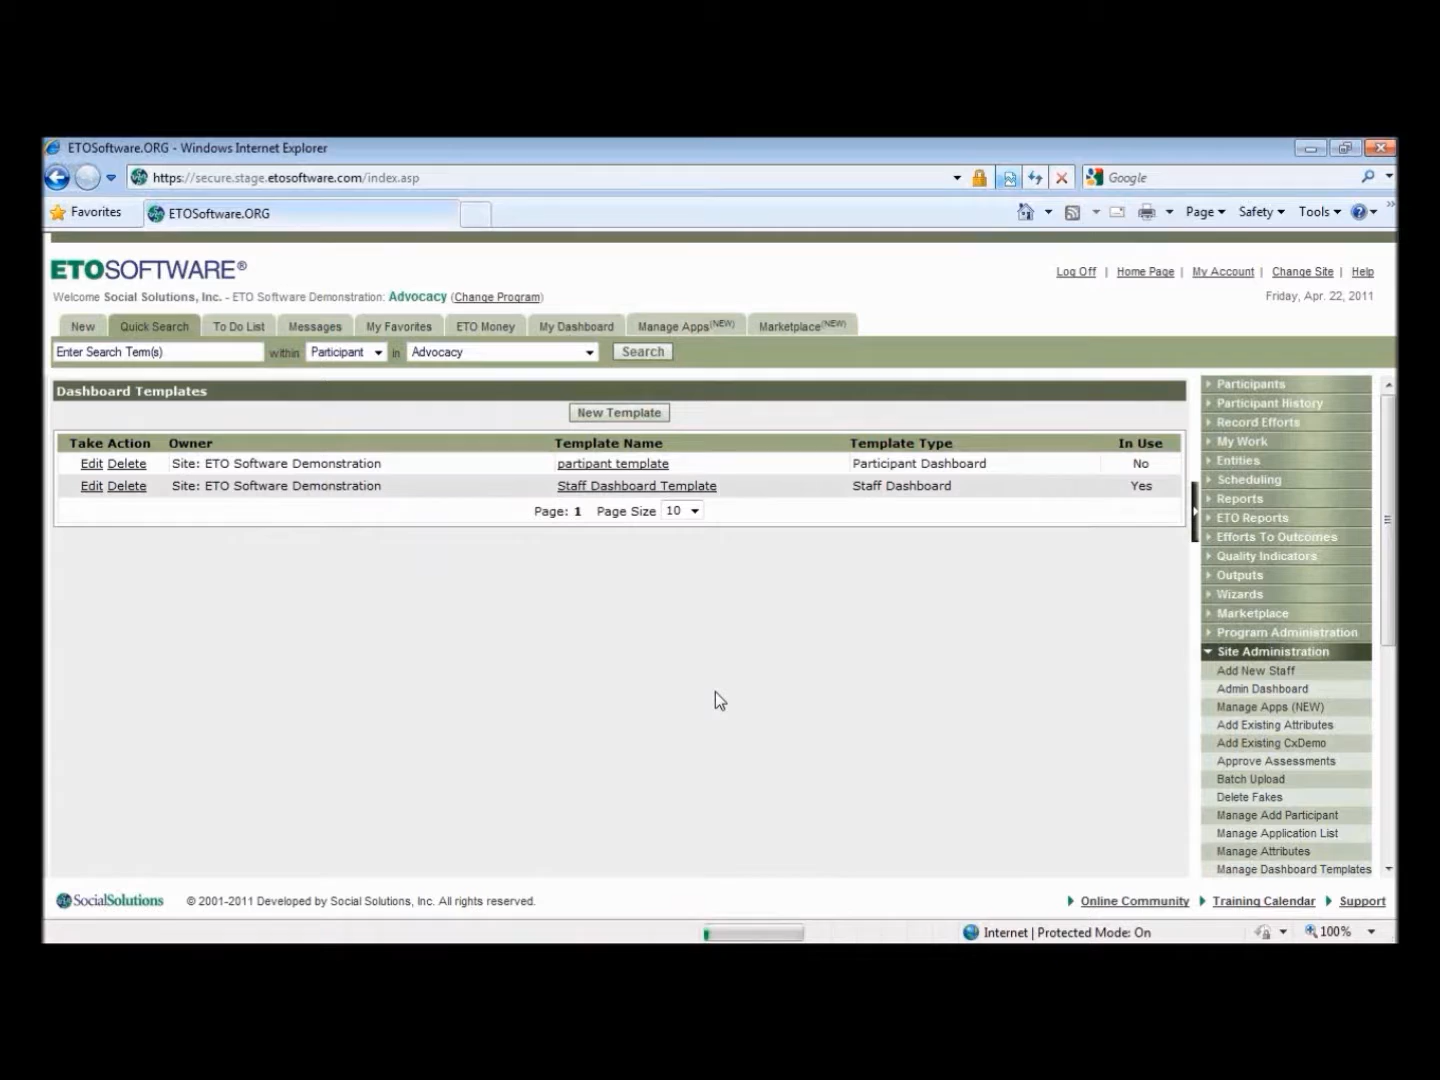 ETOSoftware.ORG - Windows Internet Explorer
https://secure.stage.etosoftware.com/index.asp
Google
Favorites
ETOSoftware.ORG
Page Safety Tools
ETOSOFTWARE®
Log Off | Home Page | My Account | Change Site | Help
Welcome Social Solutions, Inc. - ETO Software Demonstration: Advocacy (Change Program)
Friday, Apr. 22, 2011
New Quick Search To Do List Messages My Favorites ETO Money My Dashboard Manage Apps(NEW) Marketplace(NEW)
Enter Search Term(s) within Participant in Advocacy Search
Dashboard Templates
New Template
Take Action Owner Template Name Template Type In Use
Edit Delete Site: ETO Software Demonstration partipant template Participant Dashboard No
Edit Delete Site: ETO Software Demonstration Staff Dashboard Template Staff Dashboard Yes
Page: 1 Page Size 10
Participants
Participant History
Record Efforts
My Work
Entities
Scheduling
Reports
ETO Reports
Efforts To Outcomes
Quality Indicators
Outputs
Wizards
Marketplace
Program Administration
Site Administration
Add New Staff
Admin Dashboard
Manage Apps (NEW)
Add Existing Attributes
Add Existing CxDemo
Approve Assessments
Batch Upload
Delete Fakes
Manage Add Participant
Manage Application List
Manage Attributes
Manage Dashboard Templates
SocialSolutions © 2001-2011 Developed by Social Solutions, Inc. All rights reserved.
Online Community Training Calendar Support
Internet | Protected Mode: On
100%